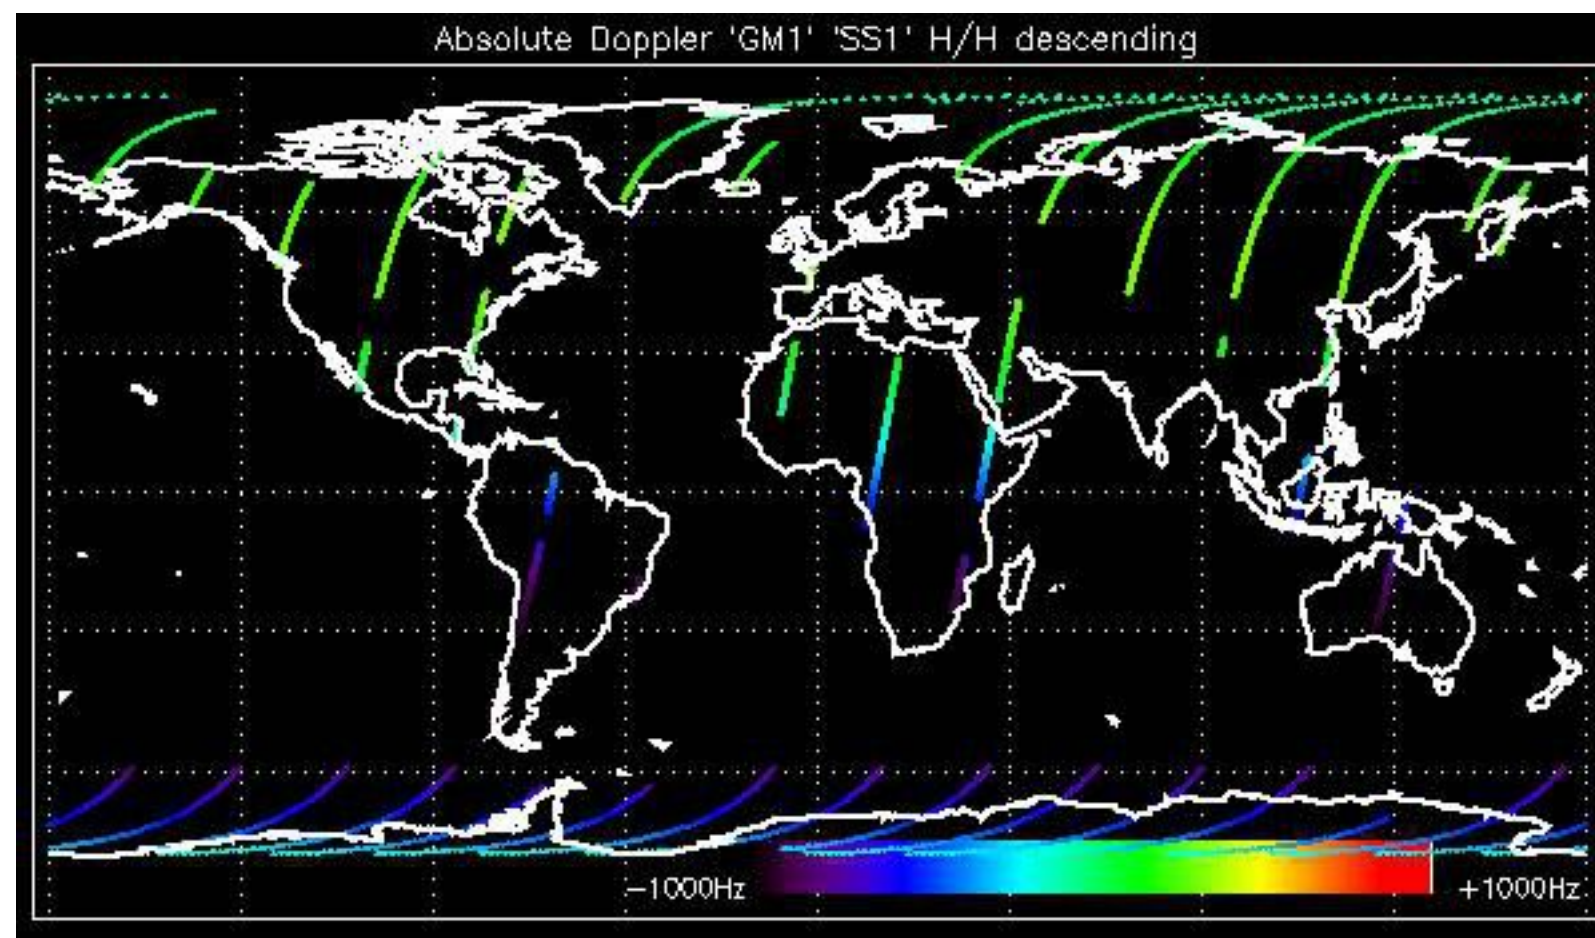 Absolute Doppler 'GM1' 'SS1' H/H descending
-1000Hz +1000Hz